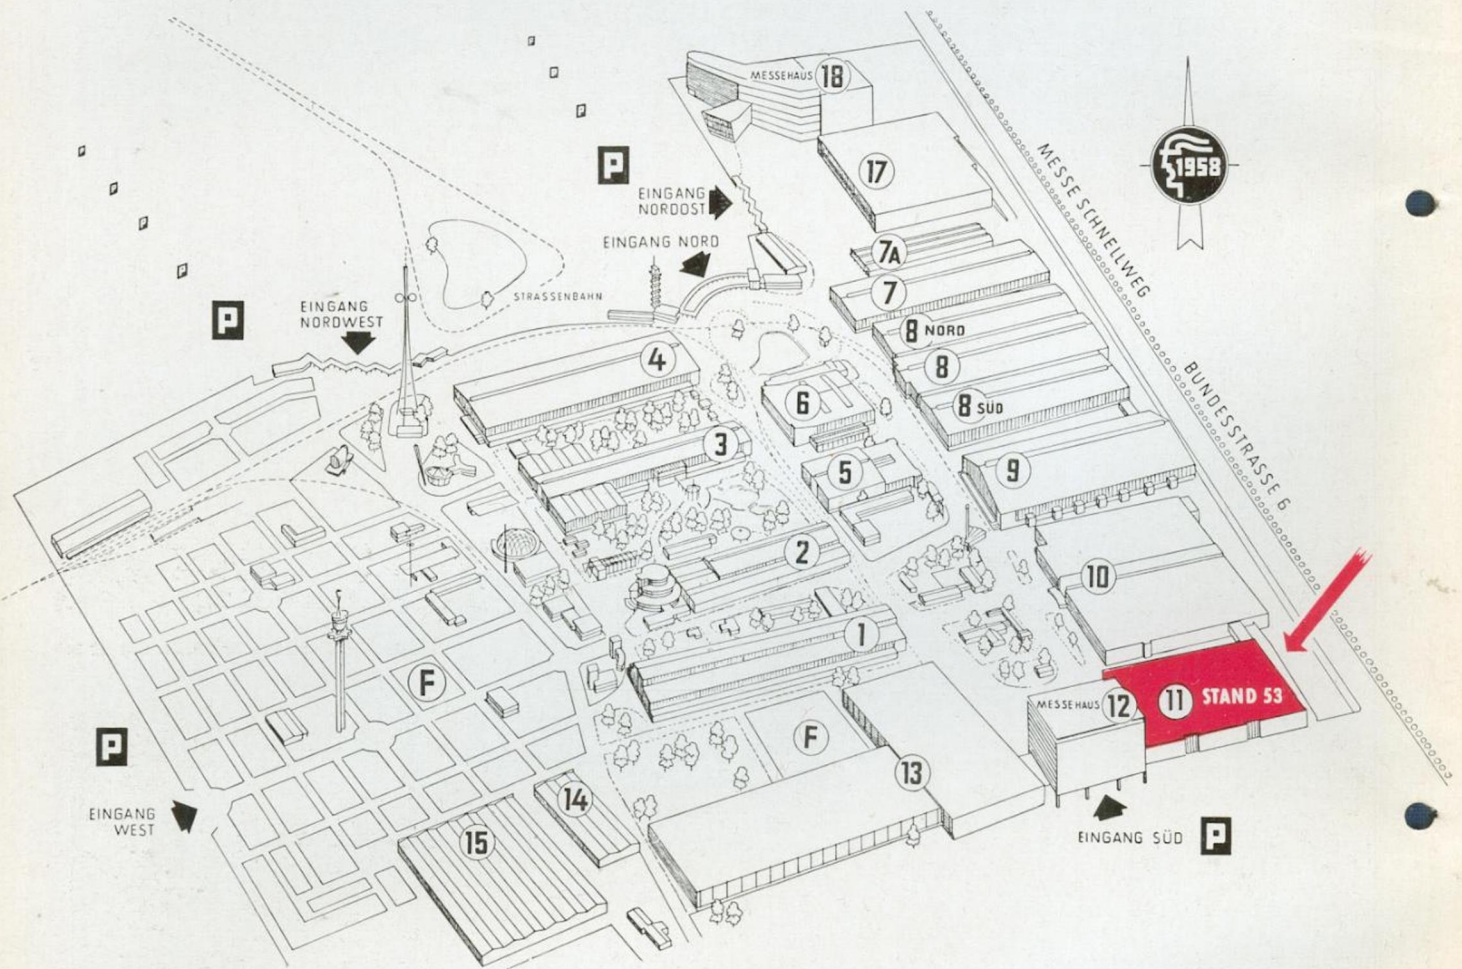 MESSEHAUS 18
17
P
EINGANG
NORDOST
EINGANG NORD
7A
7
STRASSENBAHN
P
EINGANG
NORDWEST
8 NORD
8
8 SÜD
4
6
3
5
9
2
10
1
F
F
11 STAND 53
MESSEHAUS 12
13
14
15
P
EINGANG
WEST
EINGANG SÜD P
MESSE SCHNELLWEG
BUNDESSTRASSE 6
1958